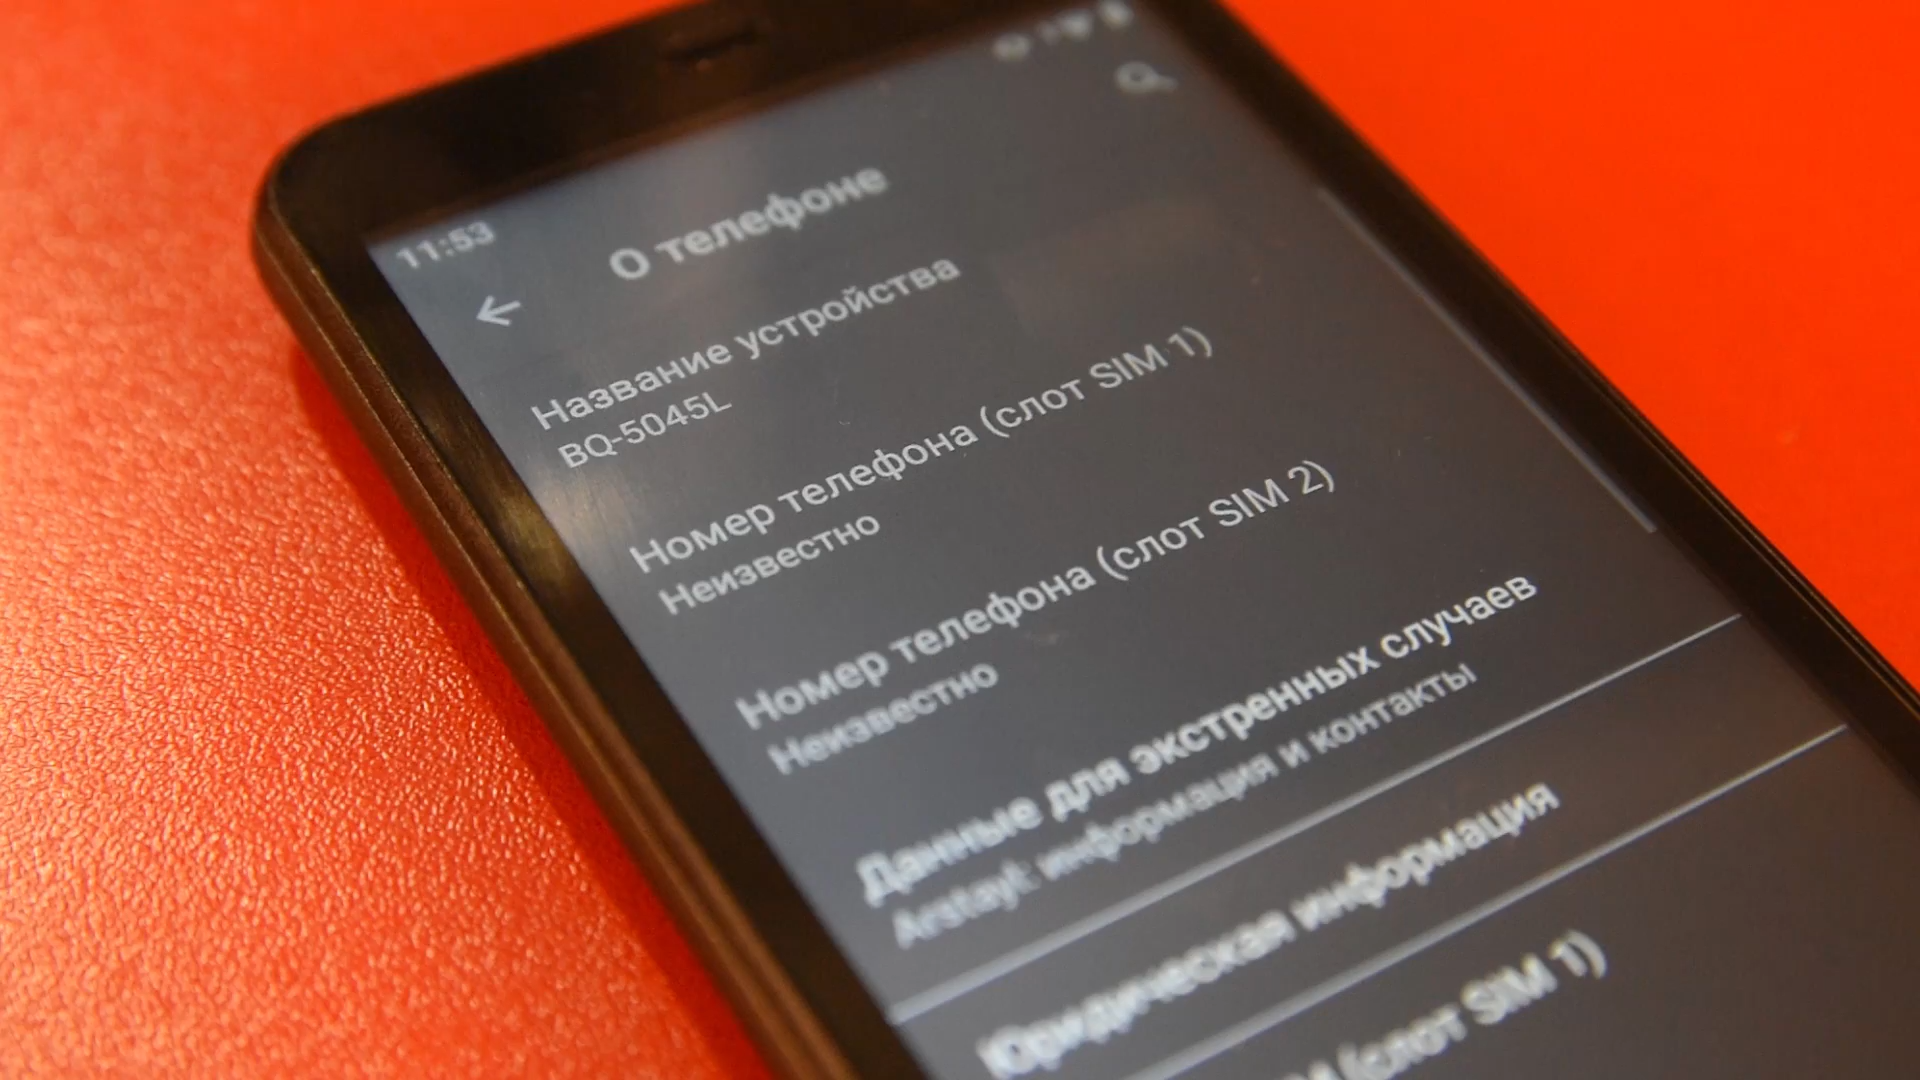 11:53
О телефоне
Название устройства
BQ-5045L
Номер телефона (слот SIM 1)
Неизвестно
Номер телефона (слот SIM 2)
Неизвестно
Данные для экстренных случаев
Arstayl: информация и контакты
Юридическая информация
(слот SIM 1)